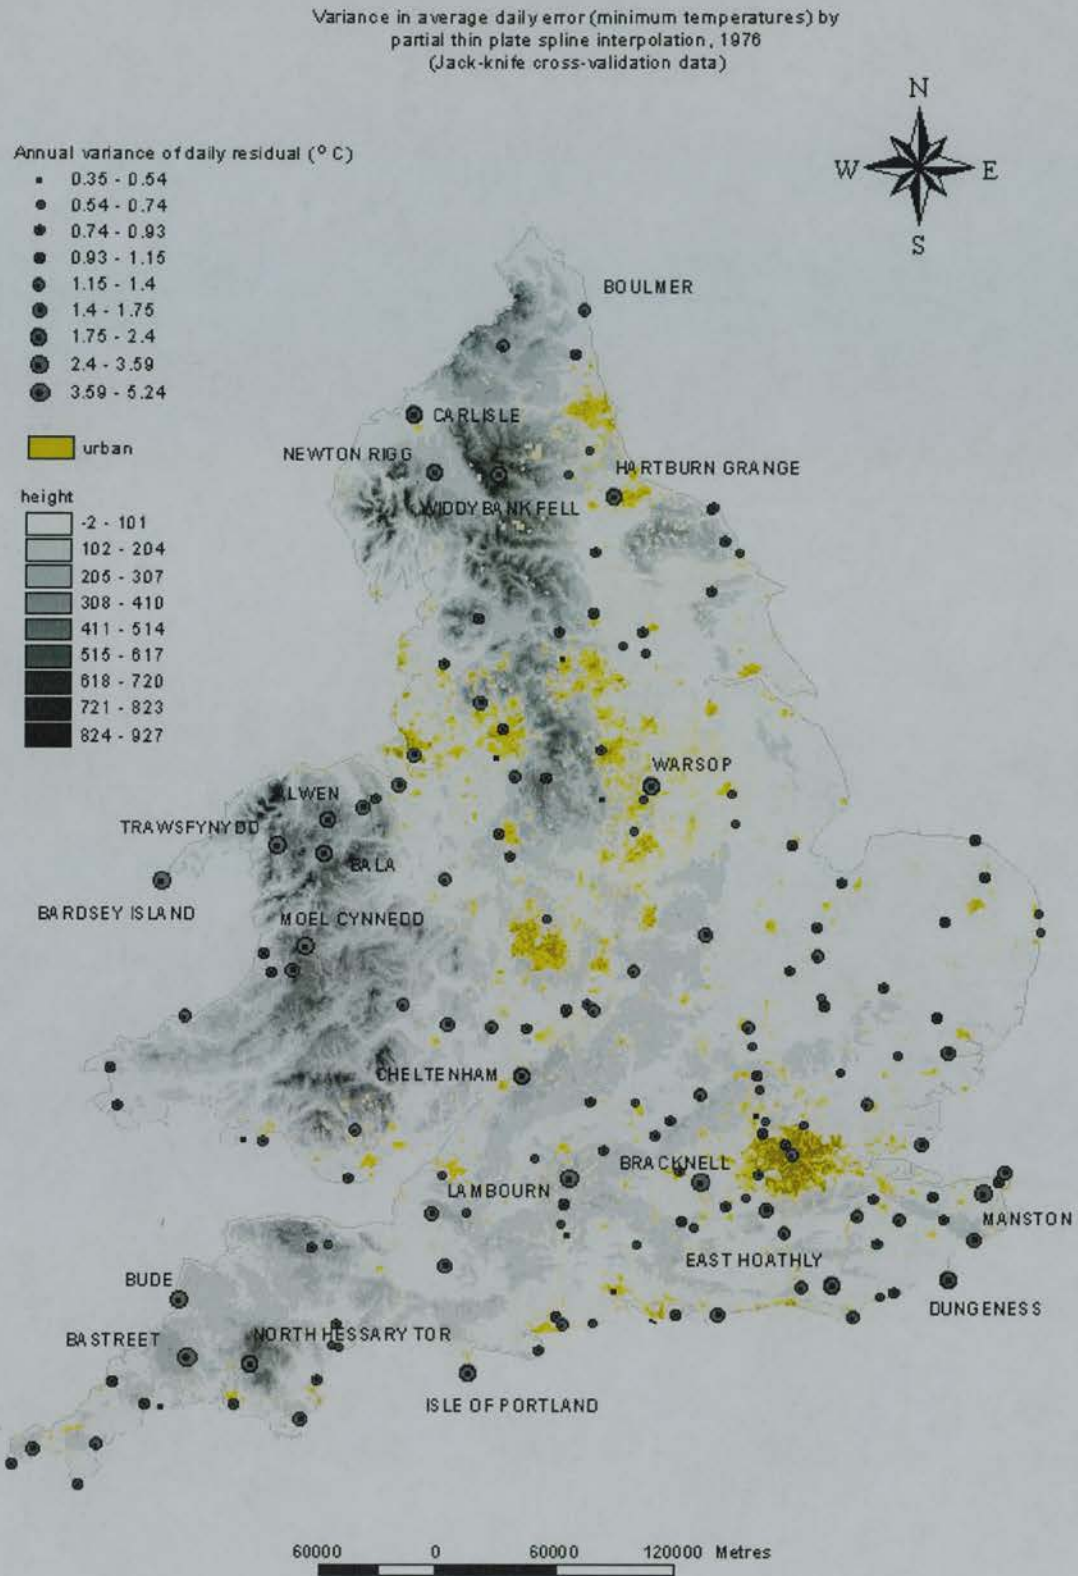 Variance in average daily error (minimum temperatures) by
partial thin plate spline interpolation, 1976
(Jack-knife cross-validation data)
N
W E
S
Annual variance of daily residual (° C)
0.35 - 0.54
0.54 - 0.74
0.74 - 0.93
0.93 - 1.15
1.15 - 1.4
1.4 - 1.75
1.75 - 2.4
2.4 - 3.59
3.59 - 5.24
urban
height
-2 - 101
102 - 204
205 - 307
308 - 410
411 - 514
515 - 617
618 - 720
721 - 823
824 - 927
BOULMER
CARLISLE
NEWTON RIGG
HARTBURN GRANGE
WIDDYBANK FELL
WARSOP
ALWEN
TRAWSFYNYDD
BALA
BARDSEY ISLAND
MOEL CYNNEDD
CHELTENHAM
BRACKNELL
LAMBOURN
MANSTON
EAST HOATHLY
BUDE
DUNGENESS
BASTREET
NORTH HESSARY TOR
ISLE OF PORTLAND
60000 0 60000 120000 Metres